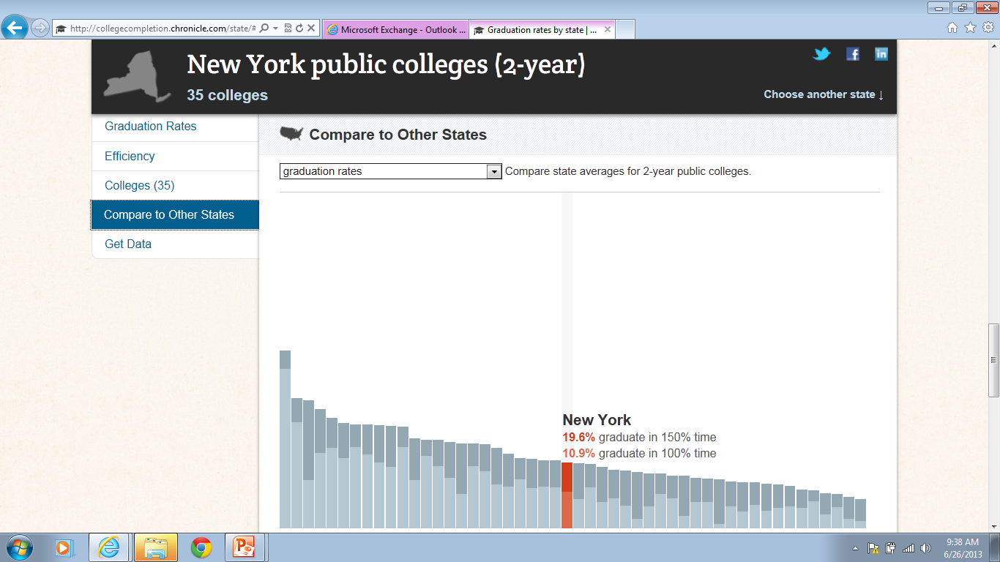 http://collegecompletion.chronicle.com/state/#
Microsoft Exchange - Outlook ...
Graduation rates by state | ...
New York public colleges (2-year)
35 colleges
Choose another state ↓
Graduation Rates
Efficiency
Colleges (35)
Compare to Other States
Get Data
Compare to Other States
graduation rates
Compare state averages for 2-year public colleges.
New York
19.6% graduate in 150% time
10.9% graduate in 100% time
9:38 AM
6/26/2013